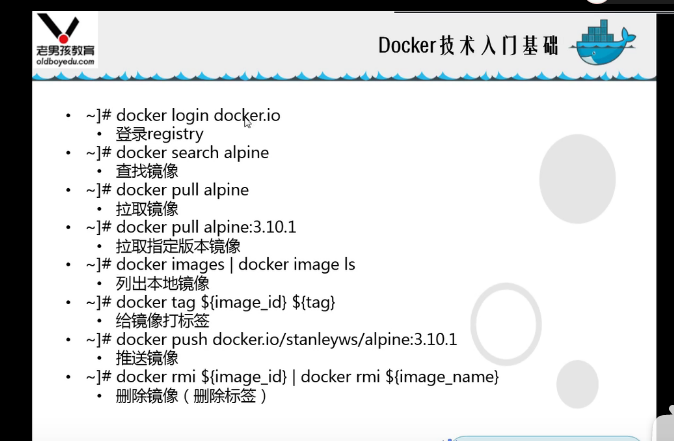 老男孩教育
oldboyedu.com
Docker技术入门基础
• ~]# docker login docker.io
• 登录registry
• ~]# docker search alpine
• 查找镜像
• ~]# docker pull alpine
• 拉取镜像
• ~]# docker pull alpine:3.10.1
• 拉取指定版本镜像
• ~]# docker images | docker image ls
• 列出本地镜像
• ~]# docker tag ${image_id} ${tag}
• 给镜像打标签
• ~]# docker push docker.io/stanleyws/alpine:3.10.1
• 推送镜像
• ~]# docker rmi ${image_id} | docker rmi ${image_name}
• 删除镜像（删除标签）